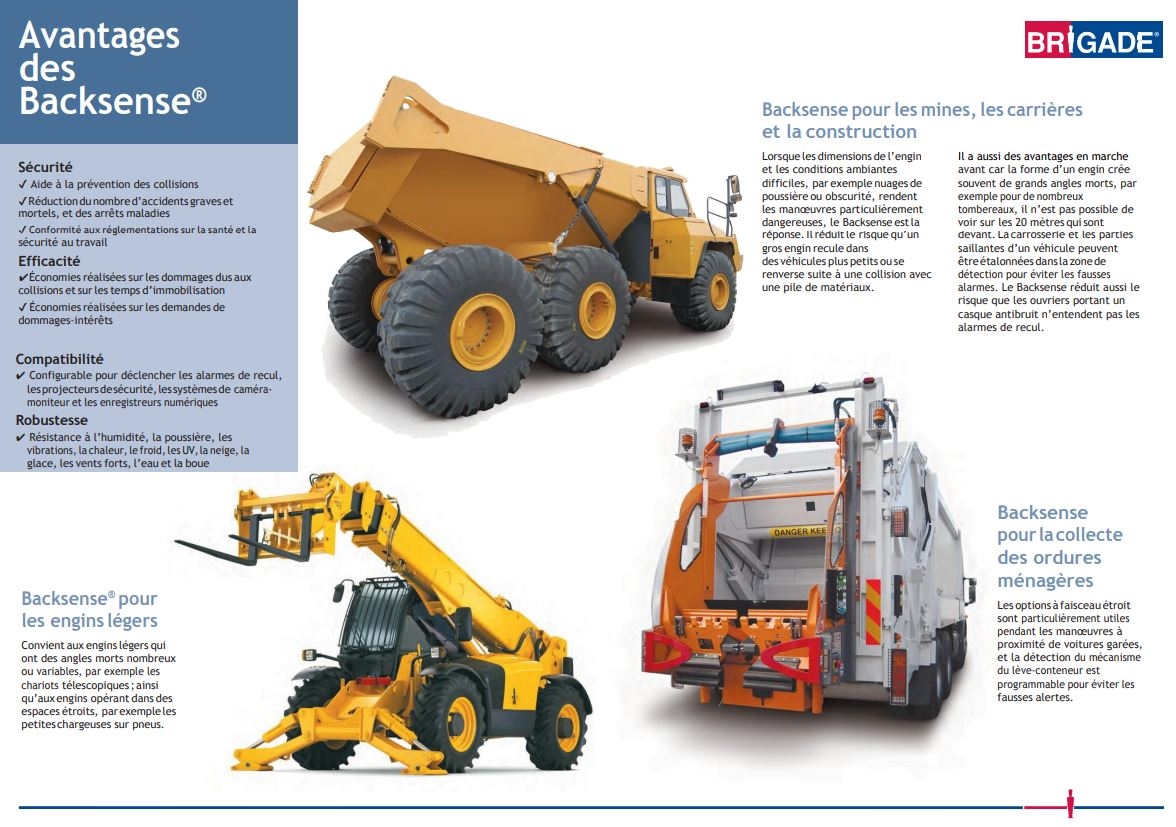 Avantages
des
Backsense®
BRIGADE®
Sécurité
✓ Aide à la prévention des collisions
✓ Réduction du nombre d'accidents graves et
mortels, et des arrêts maladies
✓ Conformité aux réglementations sur la santé et la
sécurité au travail
Efficacité
✔Économies réalisées sur les dommages dus aux
collisions et sur les temps d'immobilisation
✓ Économies réalisées sur les demandes de
dommages-intérêts
Compatibilité
✔ Configurable pour déclencher les alarmes de recul,
les projecteurs de sécurité, les systèmes de caméra-
moniteur et les enregistreurs numériques
Robustesse
✔ Résistance à l'humidité, la poussière, les
vibrations, la chaleur, le froid, les UV, la neige, la
glace, les vents forts, l'eau et la boue
Backsense pour les mines, les carrières
et la construction
Lorsque les dimensions de l'engin
et les conditions ambiantes
difficiles, par exemple nuages de
poussière ou obscurité, rendent
les manœuvres particulièrement
dangereuses, le Backsense est la
réponse. Il réduit le risque qu'un
gros engin recule dans
des véhicules plus petits ou se
renverse suite à une collision avec
une pile de matériaux.
Il a aussi des avantages en marche
avant car la forme d'un engin crée
souvent de grands angles morts, par
exemple pour de nombreux
tombereaux, il n'est pas possible de
voir sur les 20 mètres qui sont
devant. La carrosserie et les parties
saillantes d'un véhicule peuvent
être étalonnées dans la zone de
détection pour éviter les fausses
alarmes. Le Backsense réduit aussi le
risque que les ouvriers portant un
casque antibruit n'entendent pas les
alarmes de recul.
DANGER KEE
Backsense® pour
les engins légers
Convient aux engins légers qui
ont des angles morts nombreux
ou variables, par exemple les
chariots télescopiques ; ainsi
qu'aux engins opérant dans des
espaces étroits, par exemple les
petites chargeuses sur pneus.
Backsense
pour la collecte
des ordures
ménagères
Les options à faisceau étroit
sont particulièrement utiles
pendant les manœuvres à
proximité de voitures garées,
et la détection du mécanisme
du lève-conteneur est
programmable pour éviter les
fausses alertes.